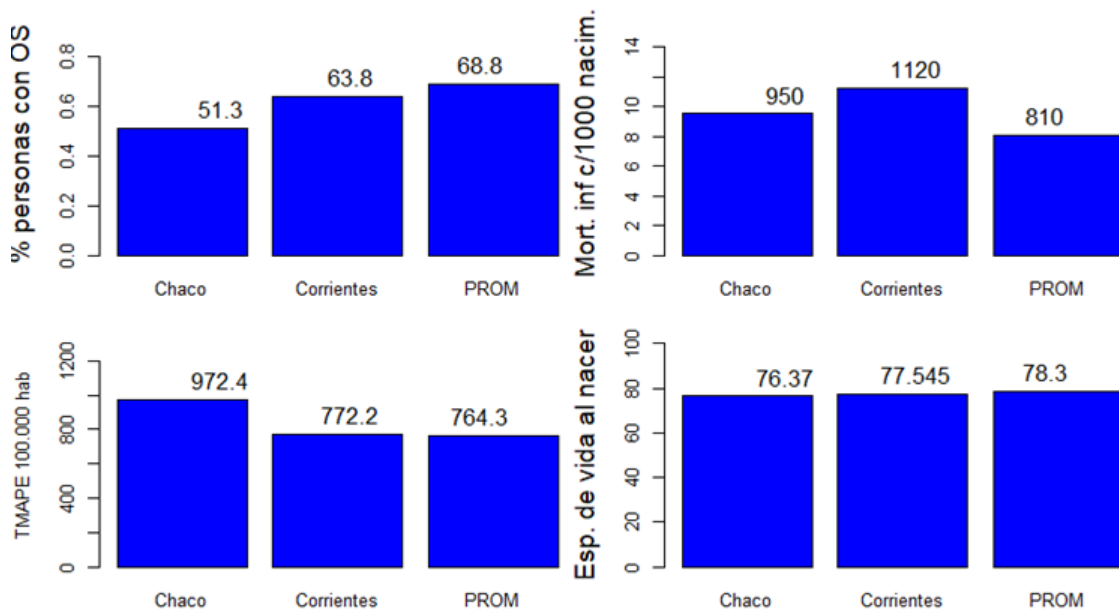 % personas con OS
0.8
0.6
0.4
0.2
0.0
51.3
63.8
68.8
Chaco
Corrientes
PROM
Mort. inf c/1000 nacim.
14
10
8
6
4
2
0
950
1120
810
Chaco
Corrientes
PROM
TMAPE 100.000 hab
1200
800
400
0
972.4
772.2
764.3
Chaco
Corrientes
PROM
Esp. de vida al nacer
100
80
60
40
20
0
76.37
77.545
78.3
Chaco
Corrientes
PROM